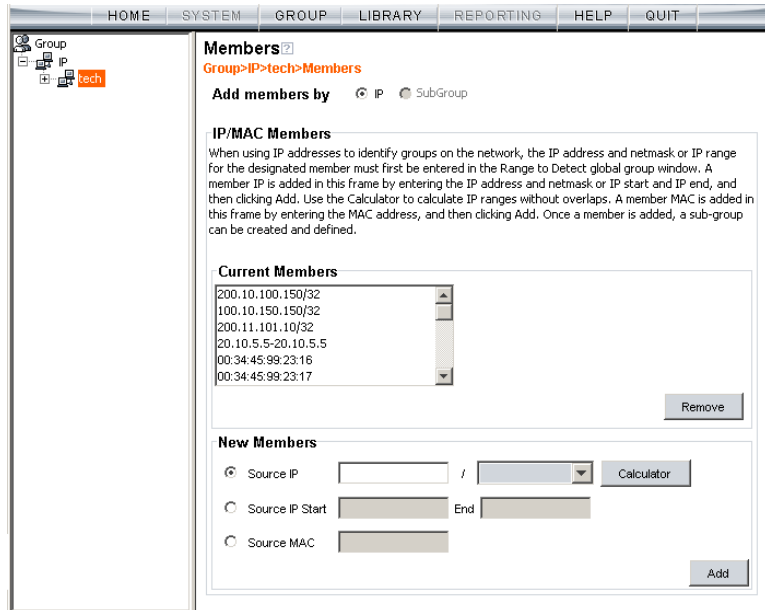 HOME SYSTEM GROUP LIBRARY REPORTING HELP QUIT
Group
IP
tech
Members?
Group>IP>tech>Members
Add members by IP SubGroup
IP/MAC Members
When using IP addresses to identify groups on the network, the IP address and netmask or IP range
for the designated member must first be entered in the Range to Detect global group window. A
member IP is added in this frame by entering the IP address and netmask or IP start and IP end, and
then clicking Add. Use the Calculator to calculate IP ranges without overlaps. A member MAC is added in
this frame by entering the MAC address, and then clicking Add. Once a member is added, a sub-group
can be created and defined.
Current Members
200.10.100.150/32
100.10.150.150/32
200.11.101.10/32
20.10.5.5-20.10.5.5
00:34:45:99:23:16
00:34:45:99:23:17
Remove
New Members
Source IP / Calculator
Source IP Start End
Source MAC
Add